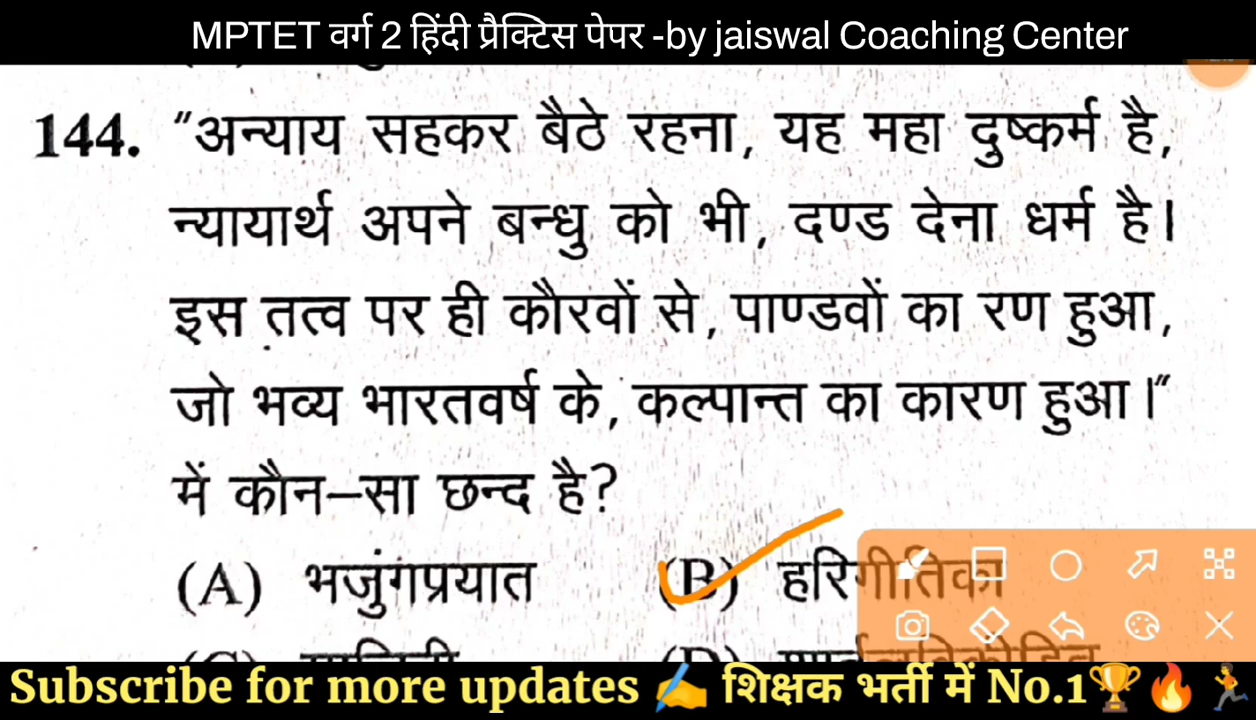 MPTET वर्ग 2 हिंदी प्रैक्टिस पेपर -by jaiswal Coaching Center
144. "अन्याय सहकर बैठे रहना, यह महा दुष्कर्म है,
न्यायार्थ अपने बन्धु को भी, दण्ड देना धर्म है।
इस तत्व पर ही कौरवों से, पाण्डवों का रण हुआ,
जो भव्य भारतवर्ष के, कल्पान्त का कारण हुआ।"
में कौन-सा छन्द है?
(A) भजुंगप्रयात (B) हरिगीतिका
Subscribe for more updates ✍️ शिक्षक भर्ती में No.1🏆🔥🏃